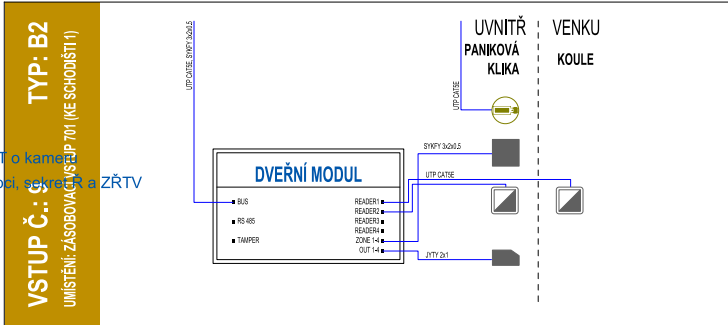 VSTUP Č.: 9 TYP: B2
UMÍSTĚNÍ: ZÁSOBOVACÍ VSTUP 701 (KE SCHODIŠTI 1)
T o kameru
oci, sekret Ř a ZŘTV
UTP CAT5E, SYKFY 3x2x0,5
UTP CAT5E
UVNITŘ
PANIKOVÁ
KLIKA
VENKU
KOULE
SYKFY 3x2x0,5
UTP CAT5E
JYTY 2x1
DVEŘNÍ MODUL
BUS
RS 485
TAMPER
READER1
READER2
READER3
READER4
ZONE 1-4
OUT 1-4